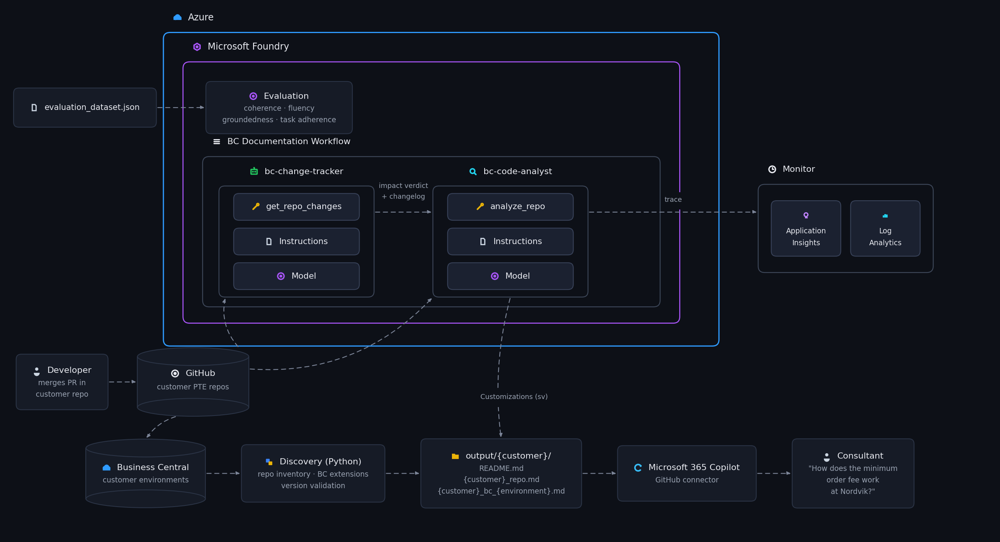 Azure
Microsoft Foundry
evaluation_dataset.json
Evaluation
coherence · fluency
groundedness · task adherence
BC Documentation Workflow
bc-change-tracker
get_repo_changes
Instructions
Model
impact verdict
+ changelog
bc-code-analyst
analyze_repo
Instructions
Model
trace
Monitor
Application
Insights
Log
Analytics
Developer
merges PR in
customer repo
GitHub
customer PTE repos
Customizations (sv)
Business Central
customer environments
Discovery (Python)
repo inventory · BC extensions
version validation
output/{customer}/
README.md
{customer}_repo.md
{customer}_bc_{environment}.md
Microsoft 365 Copilot
GitHub connector
Consultant
"How does the minimum
order fee work
at Nordvik?"